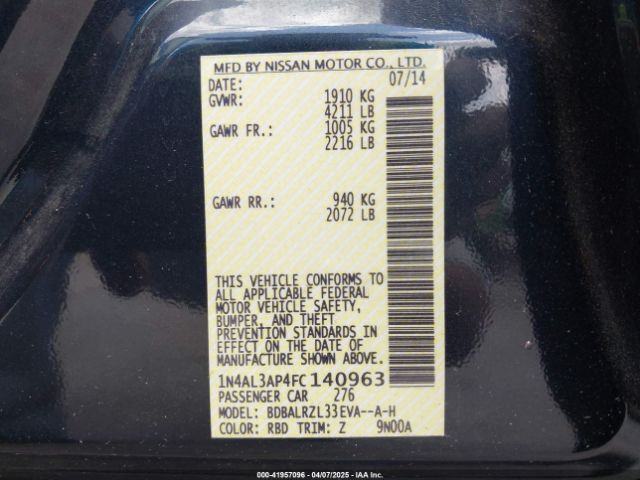 MFD BY NISSAN MOTOR CO., LTD.
DATE: 07/14
GVWR: 1910 KG
4211 LB
GAWR FR.: 1005 KG
2216 LB
GAWR RR.: 940 KG
2072 LB
THIS VEHICLE CONFORMS TO
ALL APPLICABLE FEDERAL
MOTOR VEHICLE SAFETY,
BUMPER, AND THEFT
PREVENTION STANDARDS IN
EFFECT ON THE DATE OF
MANUFACTURE SHOWN ABOVE.
1N4AL3AP4FC140963
PASSENGER CAR 276
MODEL: BDBALRZL33EVA--A-H
COLOR: RBD TRIM: Z 9N00A
000-41957096 - 04/07/2025 - IAAI.COM